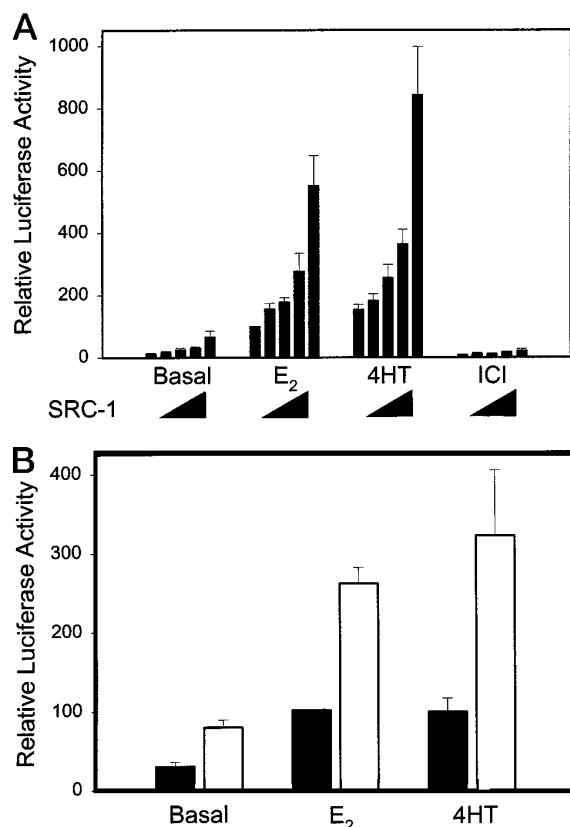 A
Relative Luciferase Activity
1000
800
600
400
200
0
Basal E₂ 4HT ICI
SRC-1
B
Relative Luciferase Activity
400
300
200
100
0
Basal E₂ 4HT